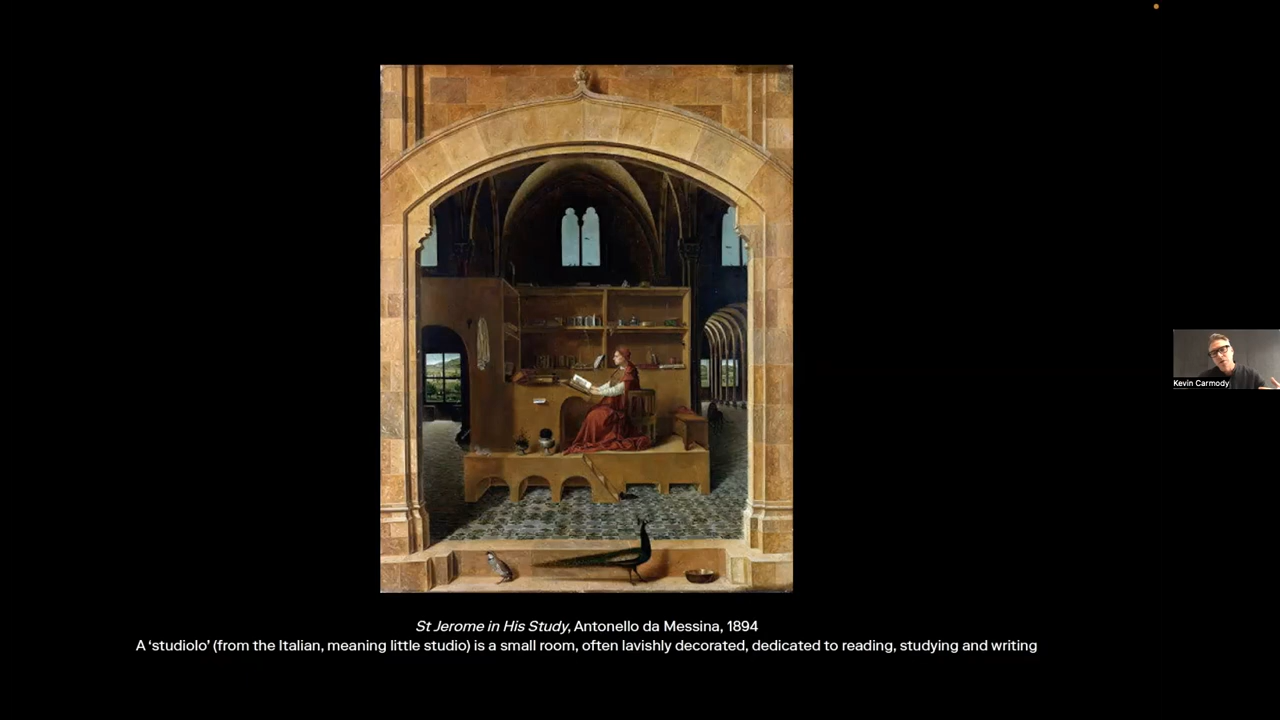 St Jerome in His Study, Antonello da Messina, 1894
A ‘studiolo’ (from the Italian, meaning little studio) is a small room, often lavishly decorated, dedicated to reading, studying and writing
Kevin Carmody